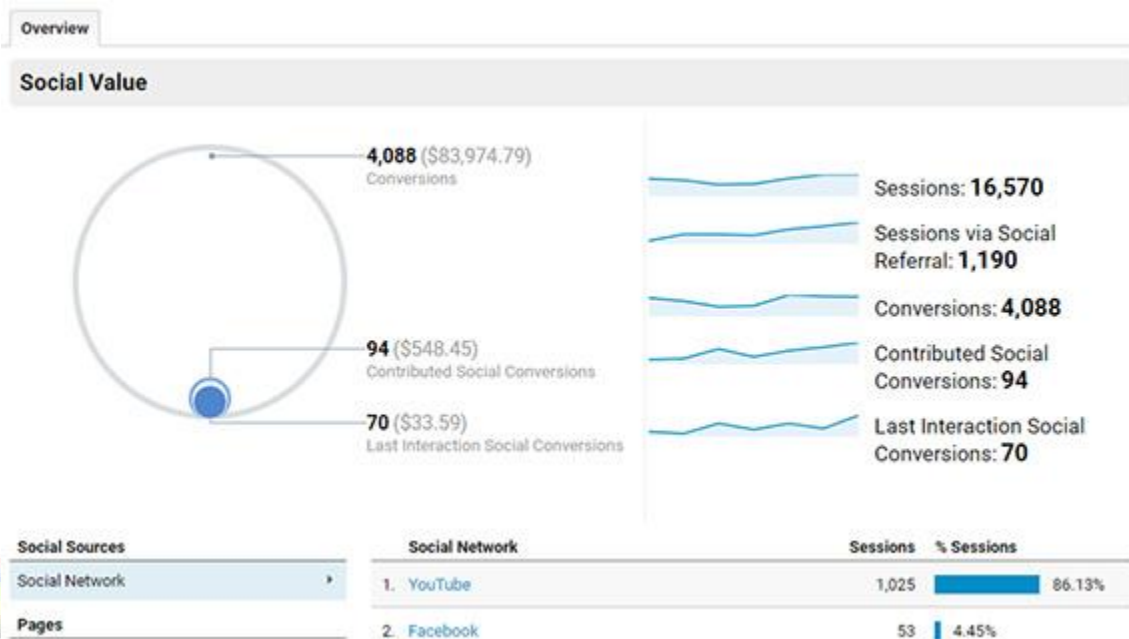 Overview
Social Value
4,088 ($83,974.79)
Conversions
94 ($548.45)
Contributed Social Conversions
70 ($33.59)
Last Interaction Social Conversions
Sessions: 16,570
Sessions via Social
Referral: 1,190
Conversions: 4,088
Contributed Social
Conversions: 94
Last Interaction Social
Conversions: 70
Social Sources
Social Network
Pages
Social Network Sessions % Sessions
1. YouTube 1,025 86.13%
2. Facebook 53 4.45%